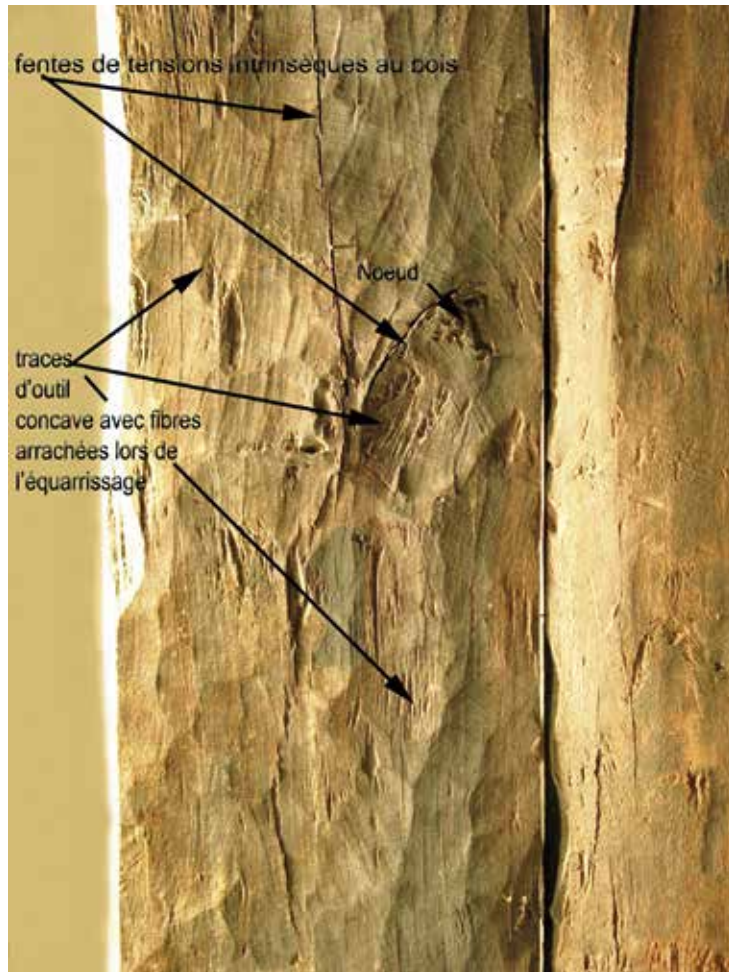 fentes de tensions intrinsèques au bois
Noeud
traces
d'outil
concave avec fibres
arrachées lors de
l'équarrissage